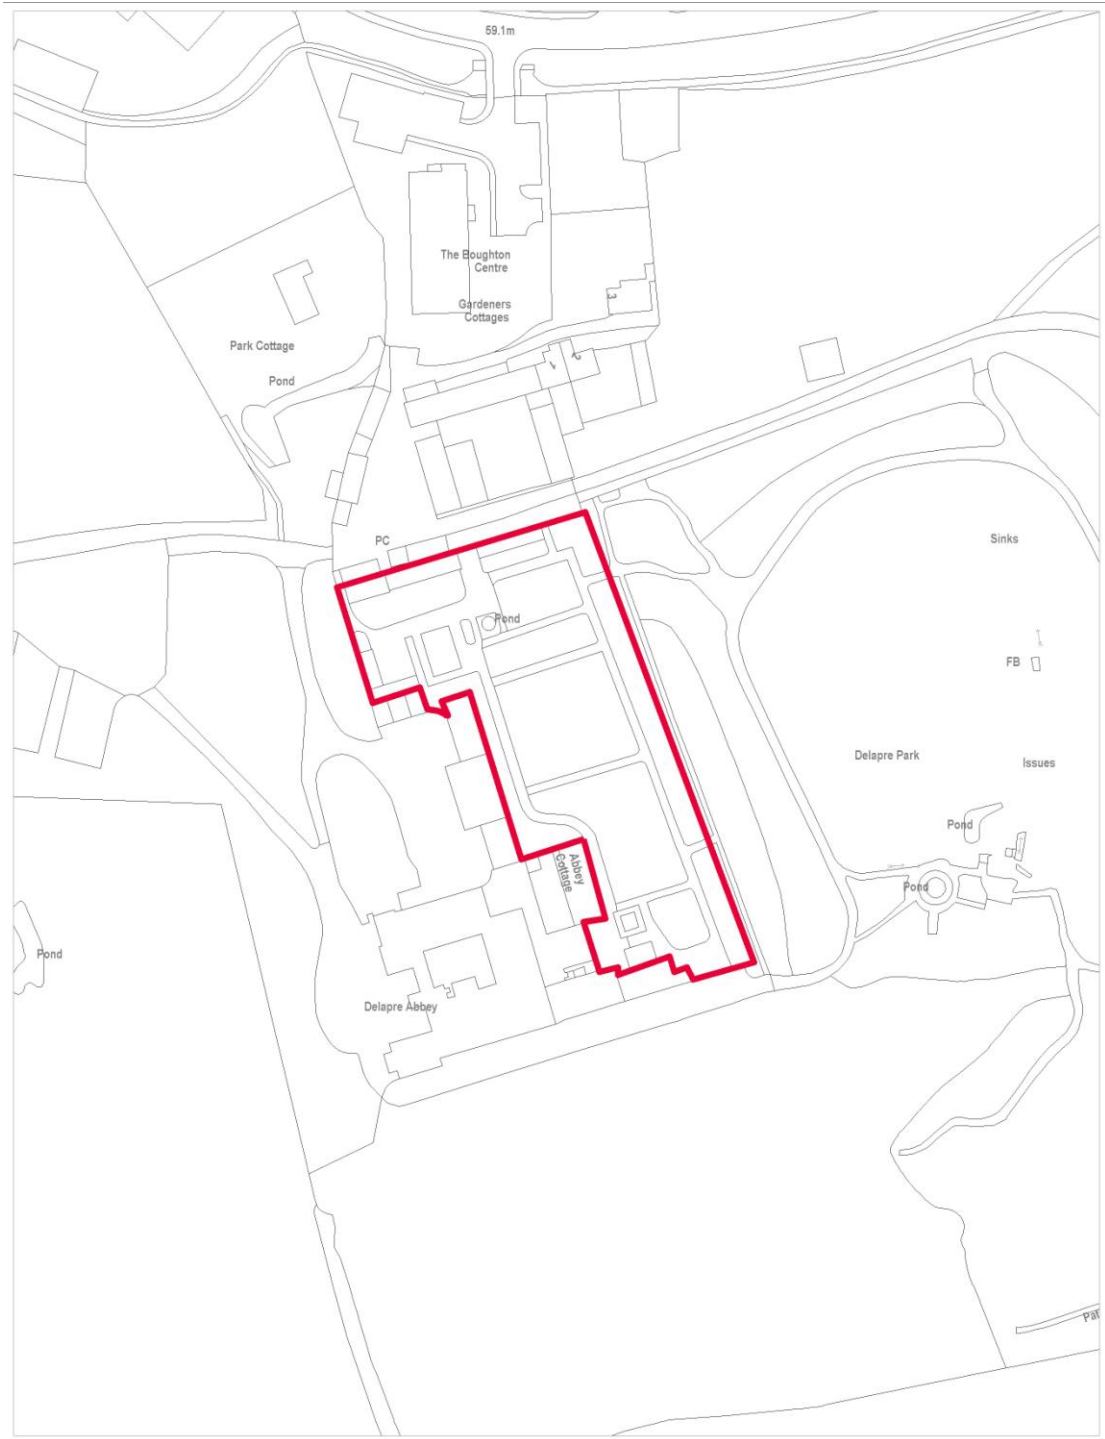 59.1m
The Boughton
Centre
Gardeners
Cottages
3
Park Cottage
2
1
Pond
PC
Sinks
Pond
FB
Delapre Park
Issues
Pond
Abbey
Cottage
Pond
Pond
Delapre Abbey